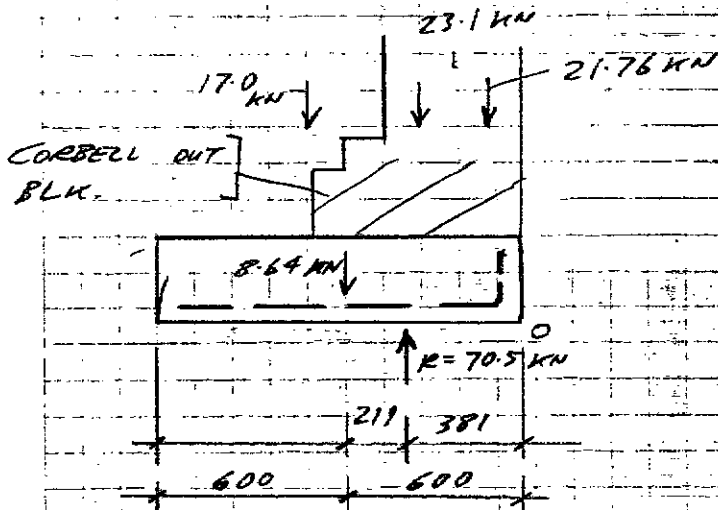 23.1 KN
17.0 KN
21.76 KN
CORBELL OUT
BLK.
8.64 KN
O
R = 70.5 KN
219 381
600 600